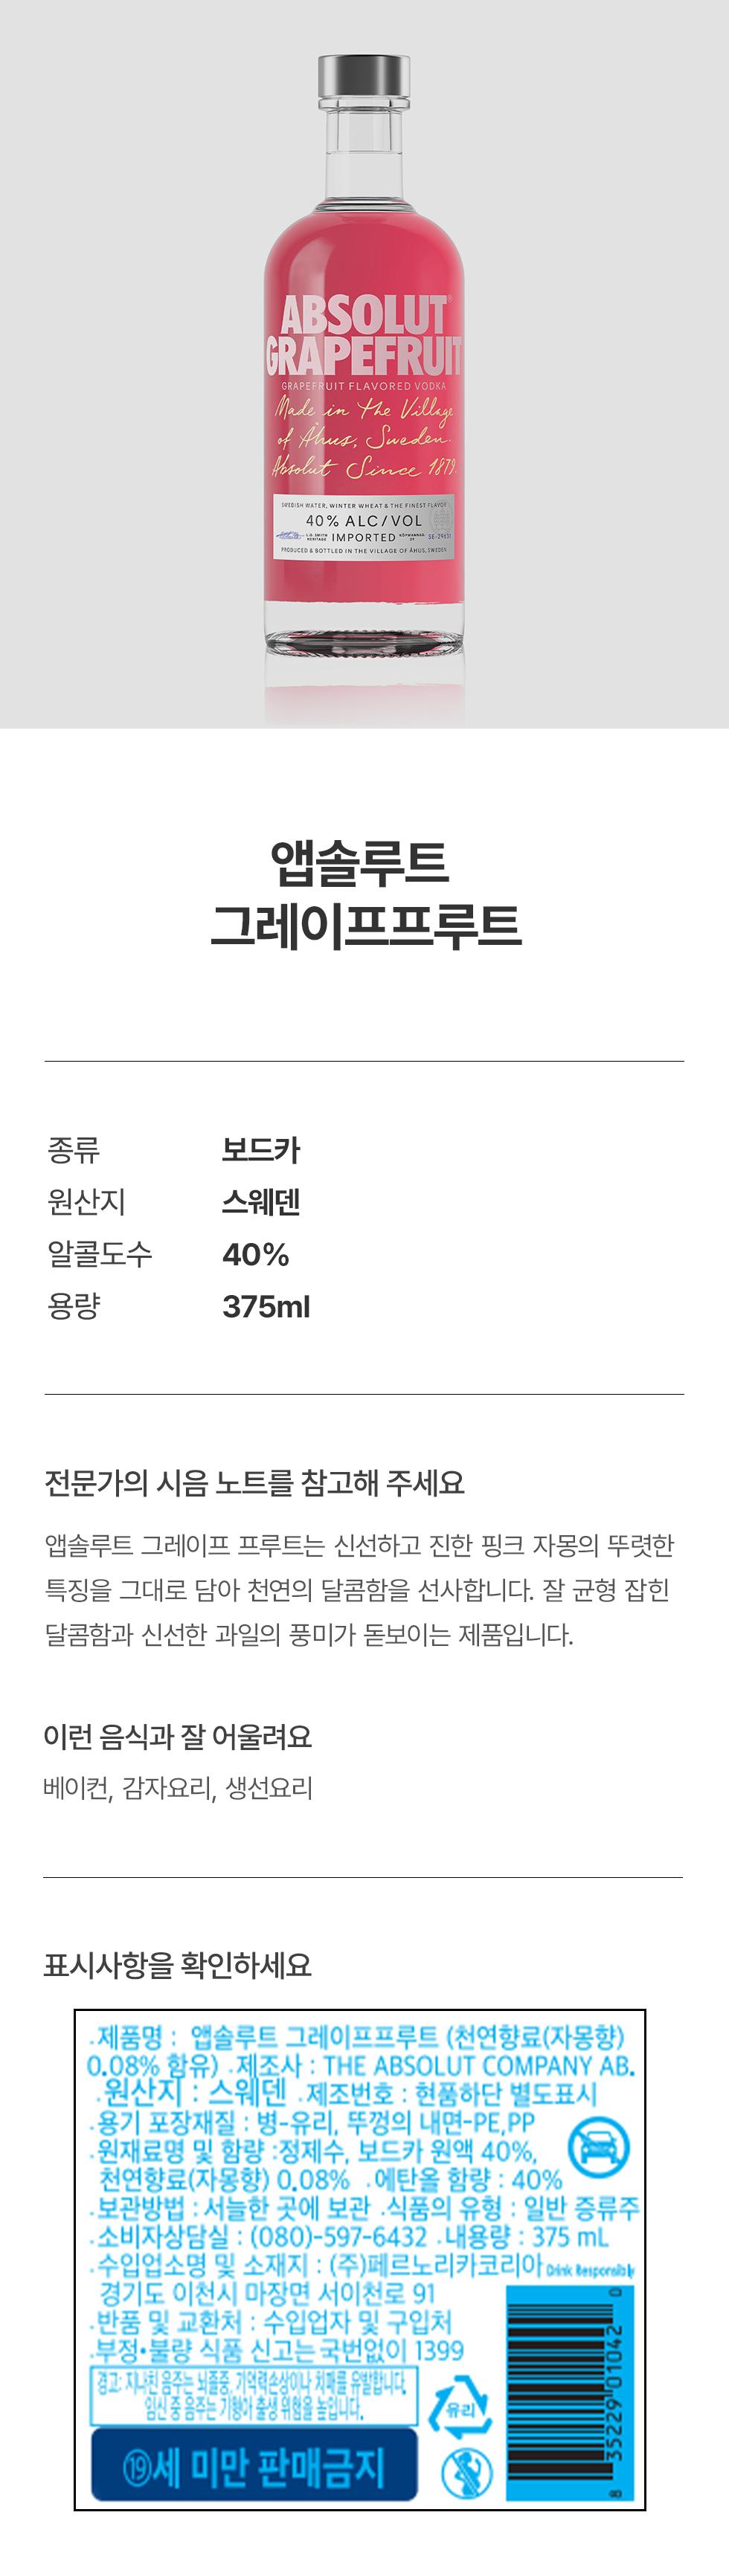 ABSOLUT
GRAPEFRUIT
GRAPEFRUIT FLAVORED VODKA
Made in the Village
of Åhus, Sweden.
Absolut Since 1879.
SWEDISH WATER, WINTER WHEAT & THE FINEST FLAVOR
40% ALC/VOL
IMPORTED
PRODUCED & BOTTLED IN THE VILLAGE OF ÅHUS, SWEDEN
앱솔루트
그레이프프루트
종류 보드카
원산지 스웨덴
알콜도수 40%
용량 375ml
전문가의 시음 노트를 참고해 주세요
앱솔루트 그레이프 프루트는 신선하고 진한 핑크 자몽의 뚜렷한
특징을 그대로 담아 천연의 달콤함을 선사합니다. 잘 균형 잡힌
달콤함과 신선한 과일의 풍미가 돋보이는 제품입니다.
이런 음식과 잘 어울려요
베이컨, 감자요리, 생선요리
표시사항을 확인하세요
·제품명 : 앱솔루트 그레이프프루트 (천연향료(자몽향)
0.08% 함유) ·제조사 : THE ABSOLUT COMPANY AB.
·원산지 : 스웨덴 ·제조번호 : 현품하단 별도표시
·용기 포장재질 : 병-유리, 뚜껑의 내면-PE,PP
·원재료명 및 함량 :정제수, 보드카 원액 40%,
천연향료(자몽향) 0.08% ·에탄올 함량 : 40%
·보관방법 : 서늘한 곳에 보관 ·식품의 유형 : 일반 증류주
·소비자상담실 : (080)-597-6432 ·내용량 : 375 mL
·수입업소명 및 소재지 : (주)페르노리카코리아 Drink Responsibly
경기도 이천시 마장면 서이천로 91
·반품 및 교환처 : 수입업자 및 구입처
·부정•불량 식품 신고는 국번없이 1399
경고: 지나친 음주는 뇌졸중, 기억력손상이나 치매를 유발합니다.
임신 중 음주는 기형아 출생 위험을 높입니다.
유리
⑲세 미만 판매금지
8 35229 01042 0